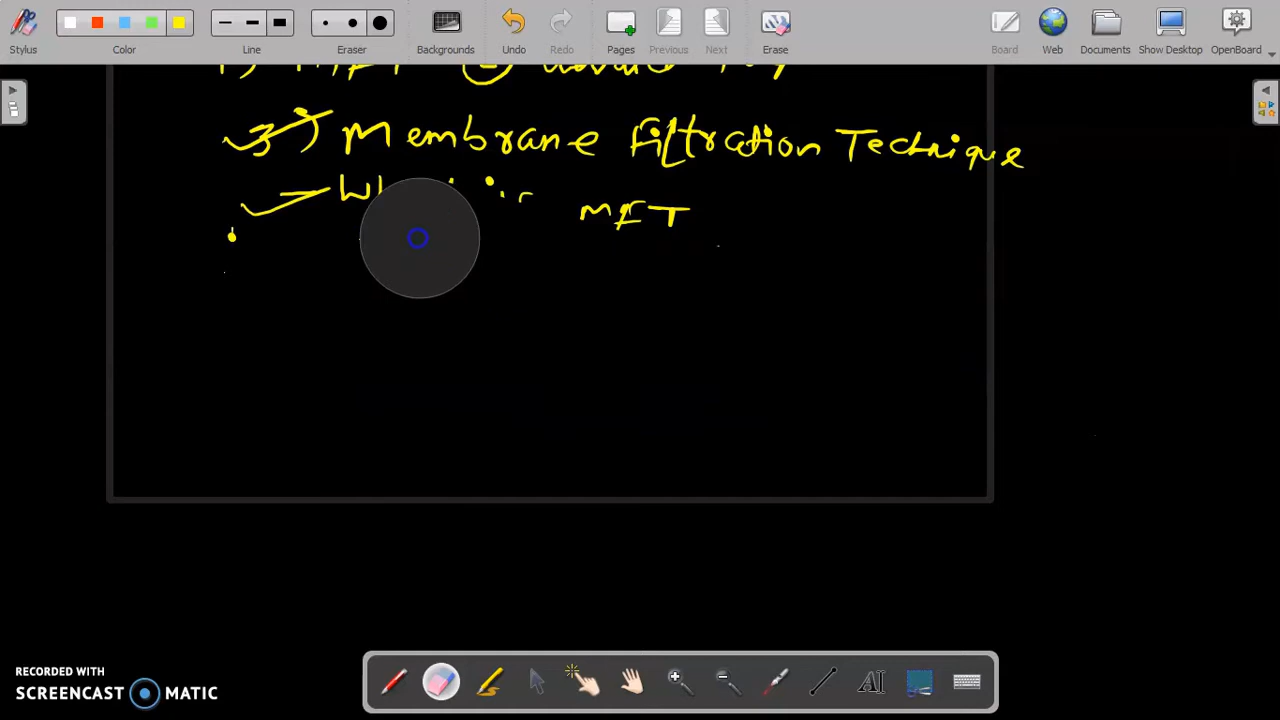 Stylus Color Line Eraser Backgrounds Undo Redo Pages Previous Next Erase Board Web Documents Show Desktop OpenBoard
3) Membrane Filtration Technique
MFT
RECORDED WITH
SCREENCAST MATIC